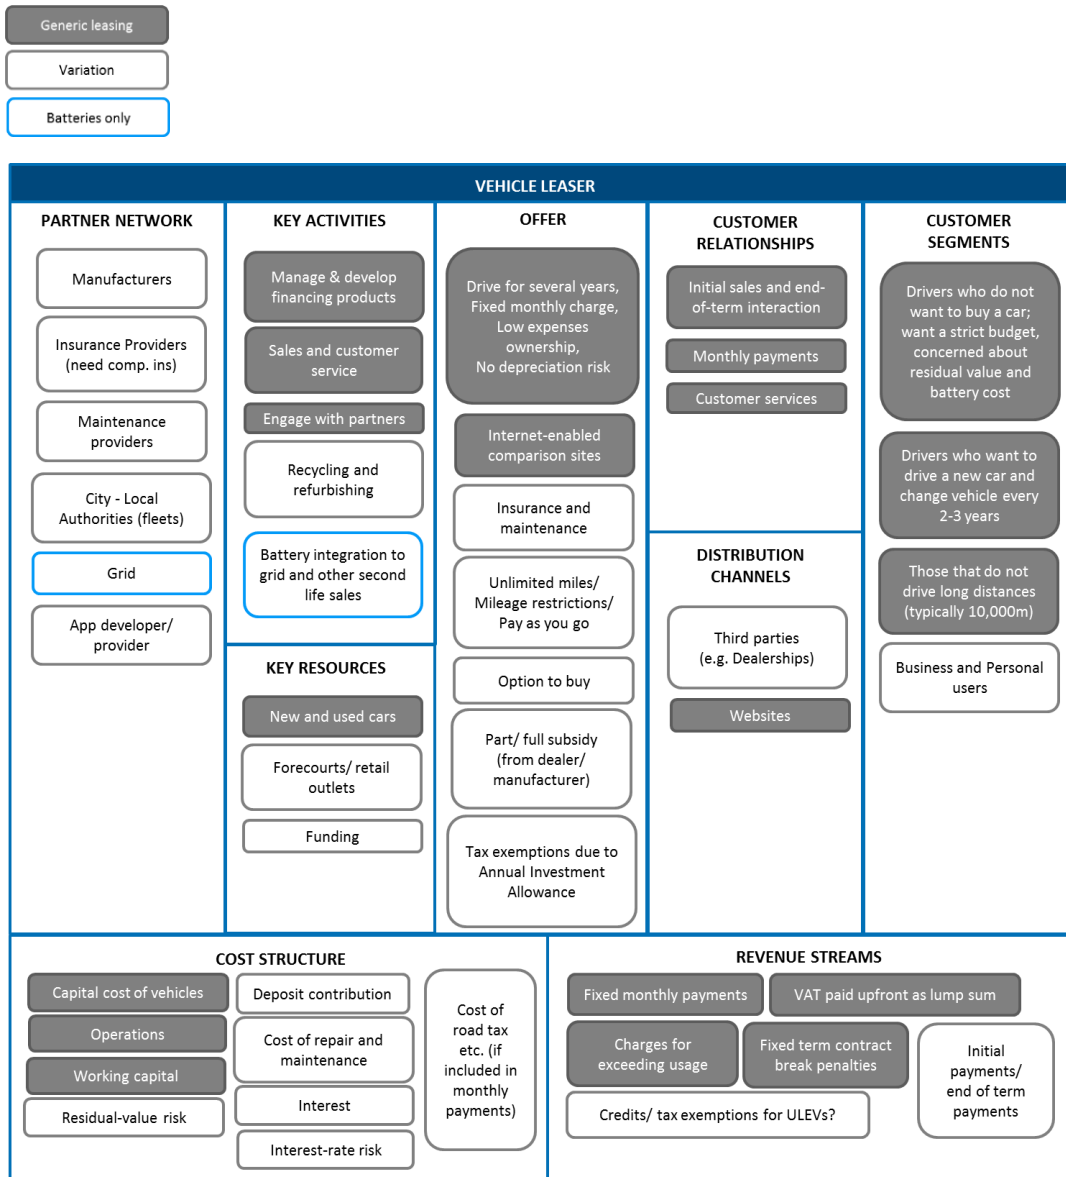 Generic leasing
Variation
Batteries only
VEHICLE LEASER
PARTNER NETWORK
Manufacturers
Insurance Providers
(need comp. ins)
Maintenance
providers
City - Local
Authorities (fleets)
Grid
App developer/
provider
KEY ACTIVITIES
Manage & develop
financing products
Sales and customer
service
Engage with partners
Recycling and
refurbishing
Battery integration to
grid and other second
life sales
KEY RESOURCES
New and used cars
Forecourts/ retail
outlets
Funding
OFFER
Drive for several years,
Fixed monthly charge,
Low expenses
ownership,
No depreciation risk
Internet-enabled
comparison sites
Insurance and
maintenance
Unlimited miles/
Mileage restrictions/
Pay as you go
Option to buy
Part/ full subsidy
(from dealer/
manufacturer)
Tax exemptions due to
Annual Investment
Allowance
CUSTOMER
RELATIONSHIPS
Initial sales and end-
of-term interaction
Monthly payments
Customer services
DISTRIBUTION
CHANNELS
Third parties
(e.g. Dealerships)
Websites
CUSTOMER
SEGMENTS
Drivers who do not
want to buy a car;
want a strict budget,
concerned about
residual value and
battery cost
Drivers who want to
drive a new car and
change vehicle every
2-3 years
Those that do not
drive long distances
(typically 10,000m)
Business and Personal
users
COST STRUCTURE
Capital cost of vehicles
Operations
Working capital
Residual-value risk
Deposit contribution
Cost of repair and
maintenance
Interest
Interest-rate risk
Cost of
road tax
etc. (if
included in
monthly
payments)
REVENUE STREAMS
Fixed monthly payments
VAT paid upfront as lump sum
Charges for
exceeding usage
Fixed term contract
break penalties
Credits/ tax exemptions for ULEVs?
Initial
payments/
end of term
payments